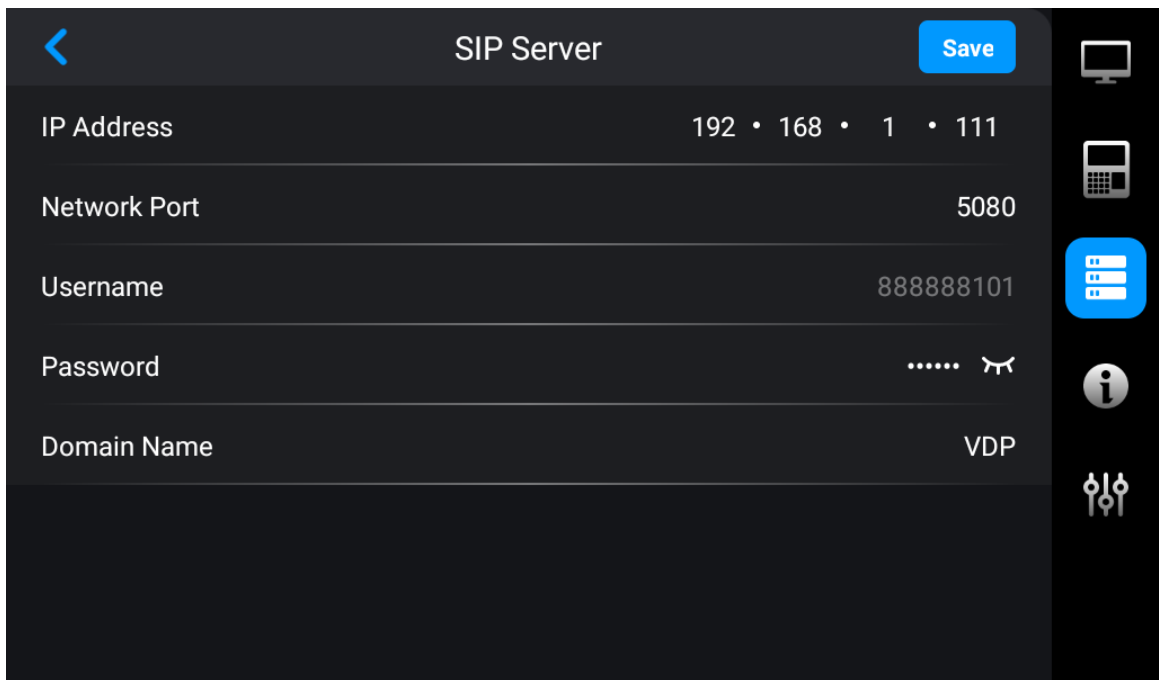 SIP Server Save
IP Address 192 • 168 • 1 • 111
Network Port 5080
Username 888888101
Password ••••••
Domain Name VDP